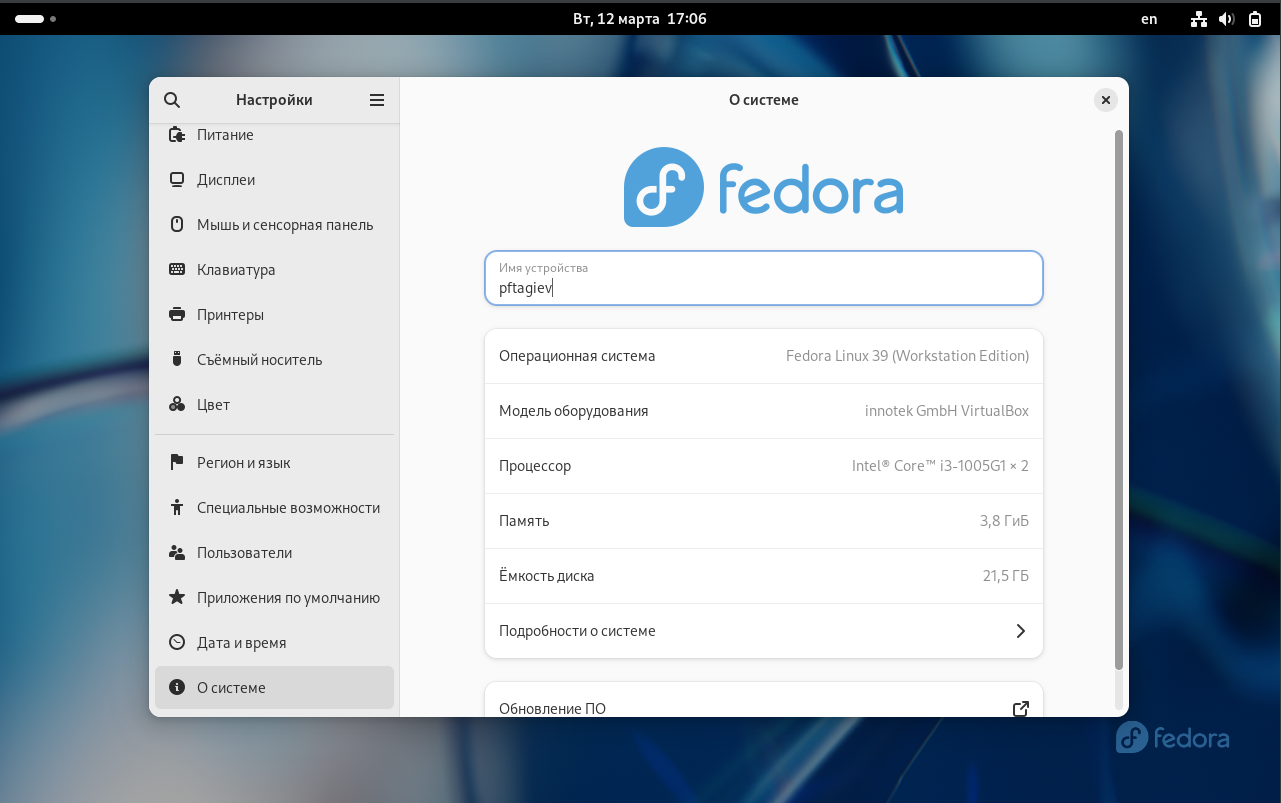 Вт, 12 марта 17:06
en
Настройки
О системе
Питание
Дисплеи
Мышь и сенсорная панель
Клавиатура
Принтеры
Съёмный носитель
Цвет
Регион и язык
Специальные возможности
Пользователи
Приложения по умолчанию
Дата и время
О системе
fedora
Имя устройства
pftagiev
Операционная система Fedora Linux 39 (Workstation Edition)
Модель оборудования innotek GmbH VirtualBox
Процессор Intel® Core™ i3-1005G1 × 2
Память 3,8 ГиБ
Ёмкость диска 21,5 ГБ
Подробности о системе
Обновление ПО
fedora